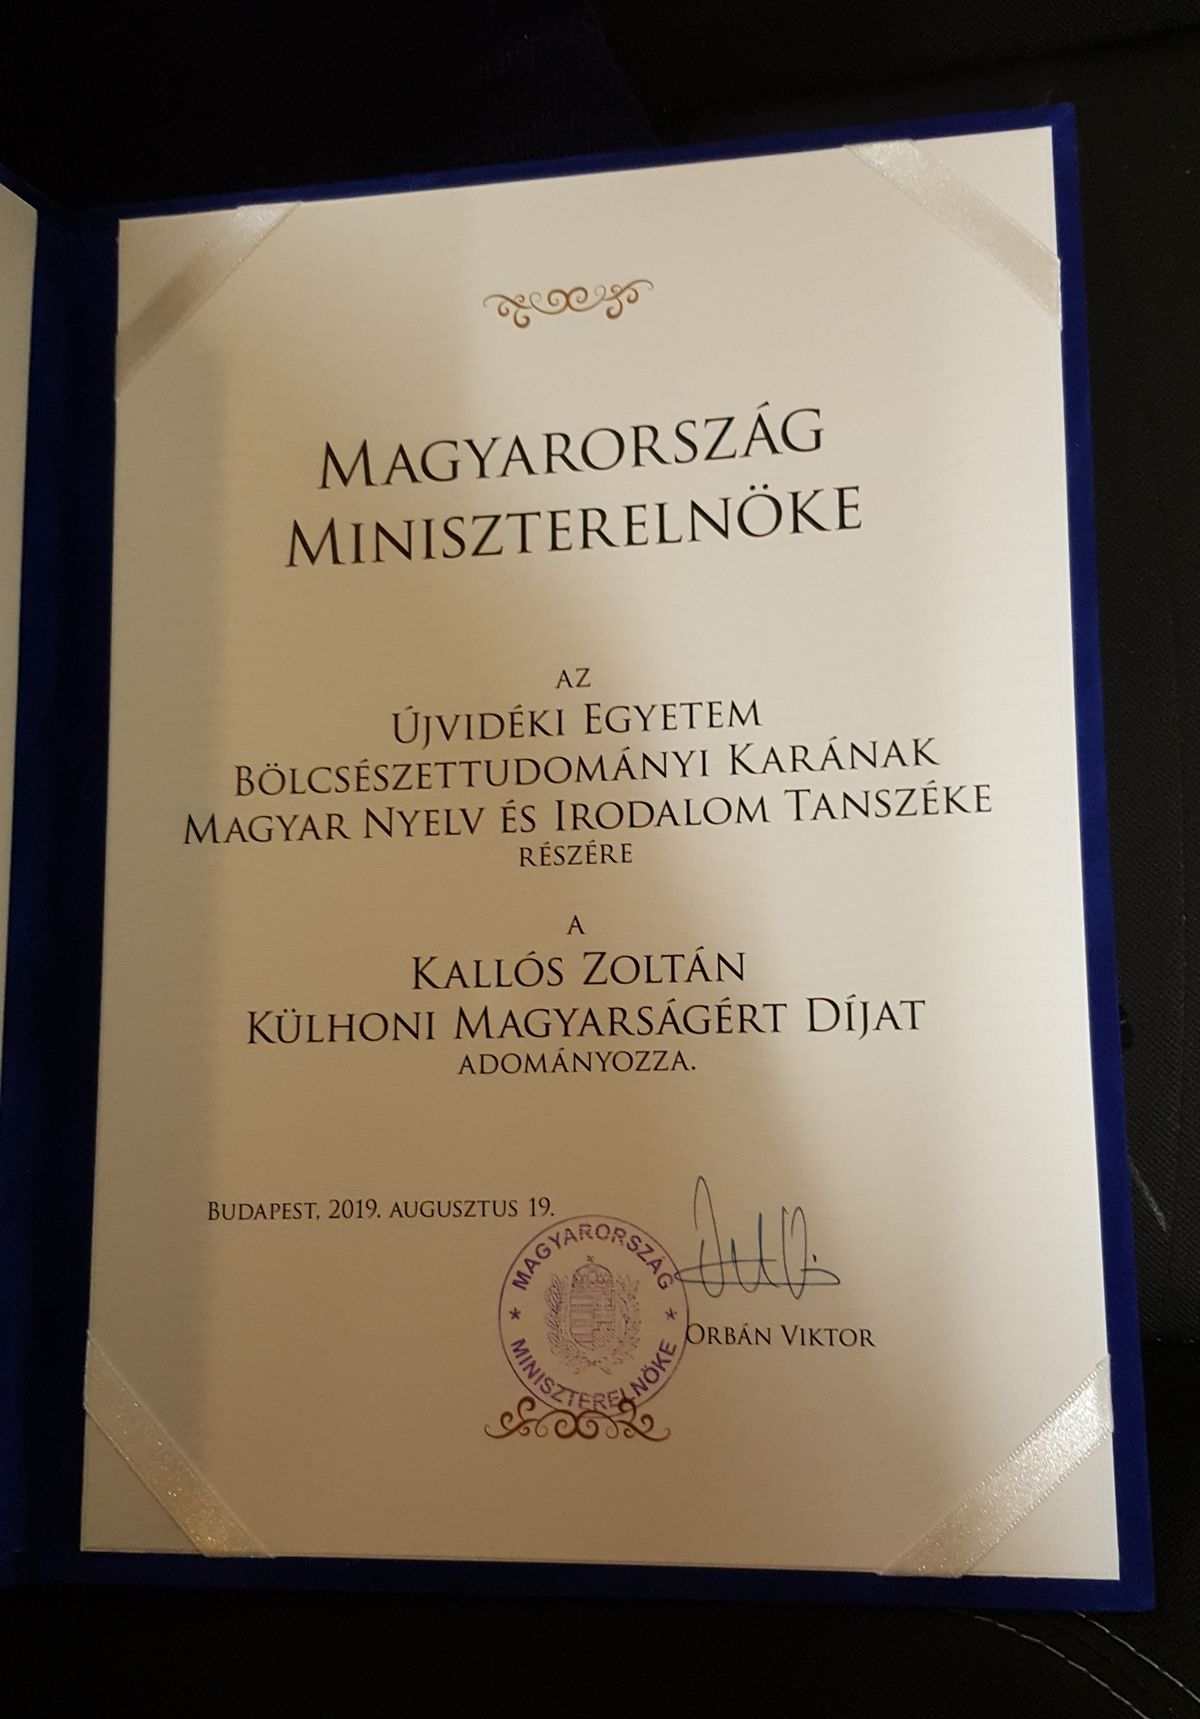 MAGYARORSZÁG
MINISZTERELNÖKE
AZ
ÚJVIDÉKI EGYETEM
BÖLCSÉSZETTUDOMÁNYI KARÁNAK
MAGYAR NYELV ÉS IRODALOM TANSZÉKE
RÉSZÉRE
A
KALLÓS ZOLTÁN
KÜLHONI MAGYARSÁGÉRT DÍJAT
ADOMÁNYOZZA.
BUDAPEST, 2019. AUGUSZTUS 19.
MAGYARORSZÁG
* MINISZTERELNÖKE *
ORBÁN VIKTOR